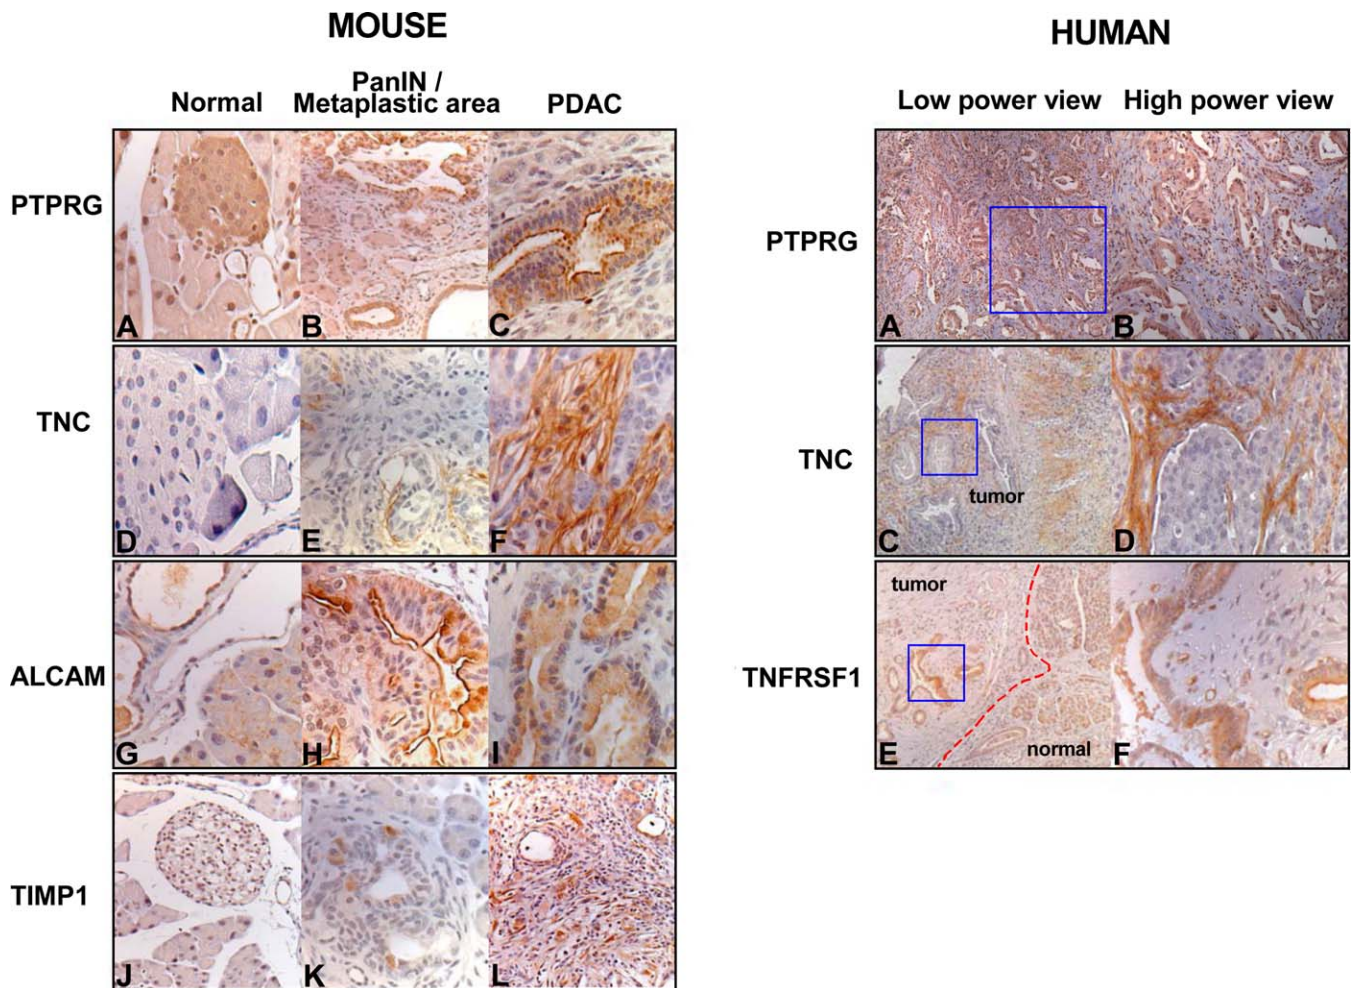 MOUSE
Normal
PanIN /
Metaplastic area
PDAC
PTPRG
A
B
C
TNC
D
E
F
ALCAM
G
H
I
TIMP1
J
K
L
HUMAN
Low power view
High power view
PTPRG
A
B
TNC
tumor
C
D
TNFRSF1
tumor
normal
E
F